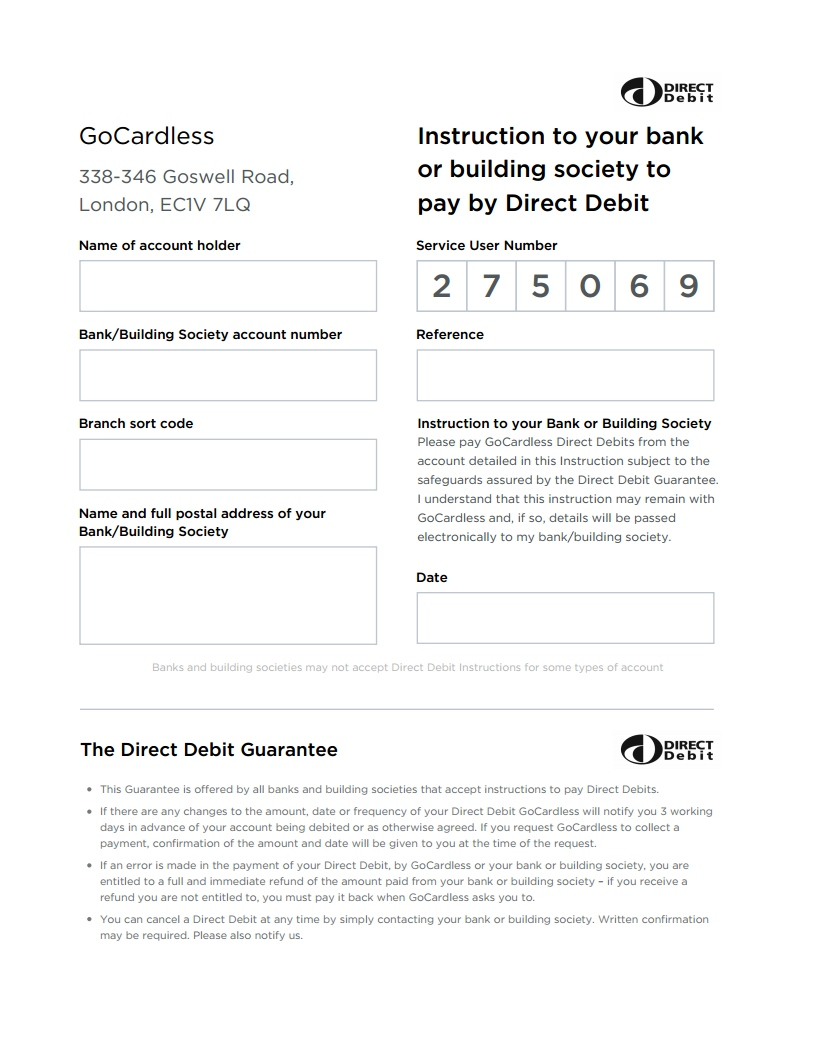 DIRECT
Debit
GoCardless
338-346 Goswell Road,
London, EC1V 7LQ
Instruction to your bank
or building society to
pay by Direct Debit
Name of account holder
Service User Number
2 7 5 0 6 9
Bank/Building Society account number
Reference
Branch sort code
Instruction to your Bank or Building Society
Please pay GoCardless Direct Debits from the
account detailed in this Instruction subject to the
safeguards assured by the Direct Debit Guarantee.
I understand that this instruction may remain with
GoCardless and, if so, details will be passed
electronically to my bank/building society.
Name and full postal address of your
Bank/Building Society
Date
Banks and building societies may not accept Direct Debit Instructions for some types of account
The Direct Debit Guarantee
DIRECT
Debit
• This Guarantee is offered by all banks and building societies that accept instructions to pay Direct Debits.
• If there are any changes to the amount, date or frequency of your Direct Debit GoCardless will notify you 3 working
days in advance of your account being debited or as otherwise agreed. If you request GoCardless to collect a
payment, confirmation of the amount and date will be given to you at the time of the request.
• If an error is made in the payment of your Direct Debit, by GoCardless or your bank or building society, you are
entitled to a full and immediate refund of the amount paid from your bank or building society – if you receive a
refund you are not entitled to, you must pay it back when GoCardless asks you to.
• You can cancel a Direct Debit at any time by simply contacting your bank or building society. Written confirmation
may be required. Please also notify us.